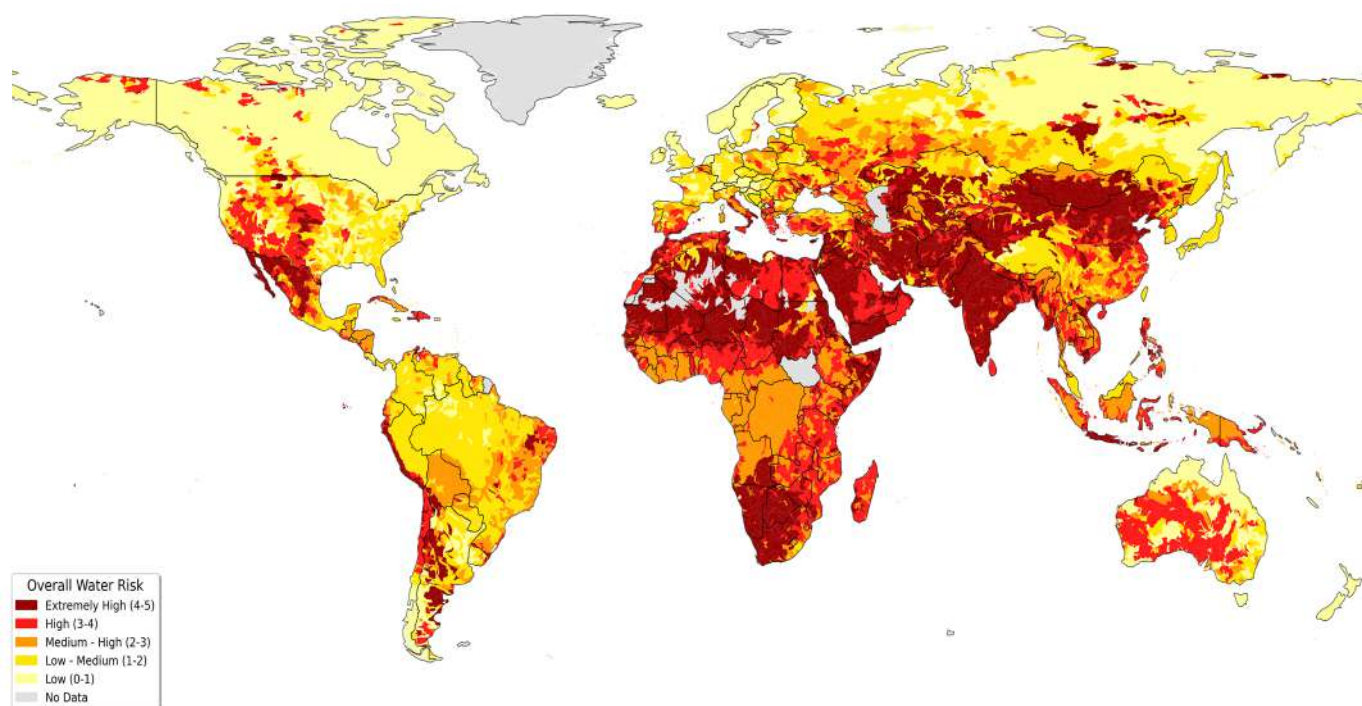 Overall Water Risk
Extremely High (4-5)
High (3-4)
Medium - High (2-3)
Low - Medium (1-2)
Low (0-1)
No Data